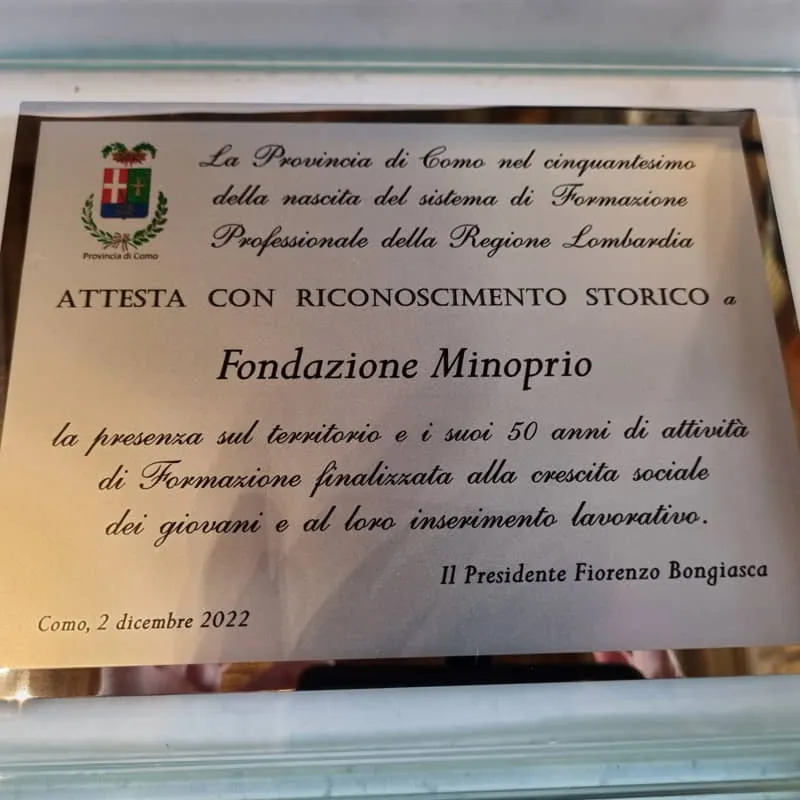 La Provincia di Como nel cinquantesimo
della nascita del sistema di Formazione
Professionale della Regione Lombardia
Provincia di Como
ATTESTA CON RICONOSCIMENTO STORICO a
Fondazione Minoprio
la presenza sul territorio e i suoi 50 anni di attività
di Formazione finalizzata alla crescita sociale
dei giovani e al loro inserimento lavorativo.
Il Presidente Fiorenzo Bongiasca
Como, 2 dicembre 2022